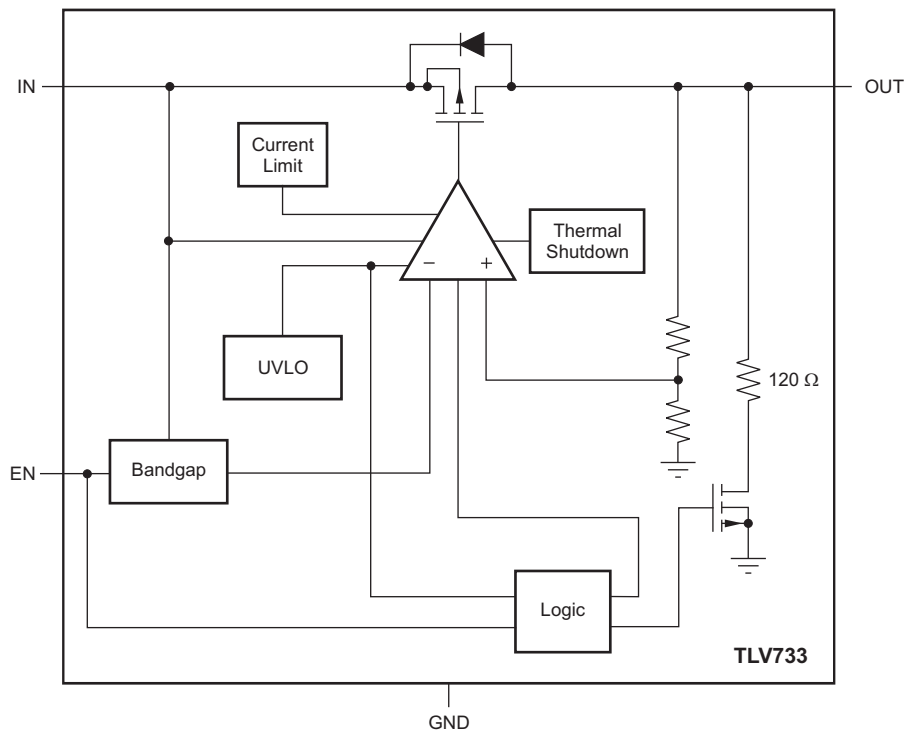 IN
OUT
Current
Limit
Thermal
Shutdown
− +
UVLO
120 Ω
EN
Bandgap
Logic
TLV733
GND